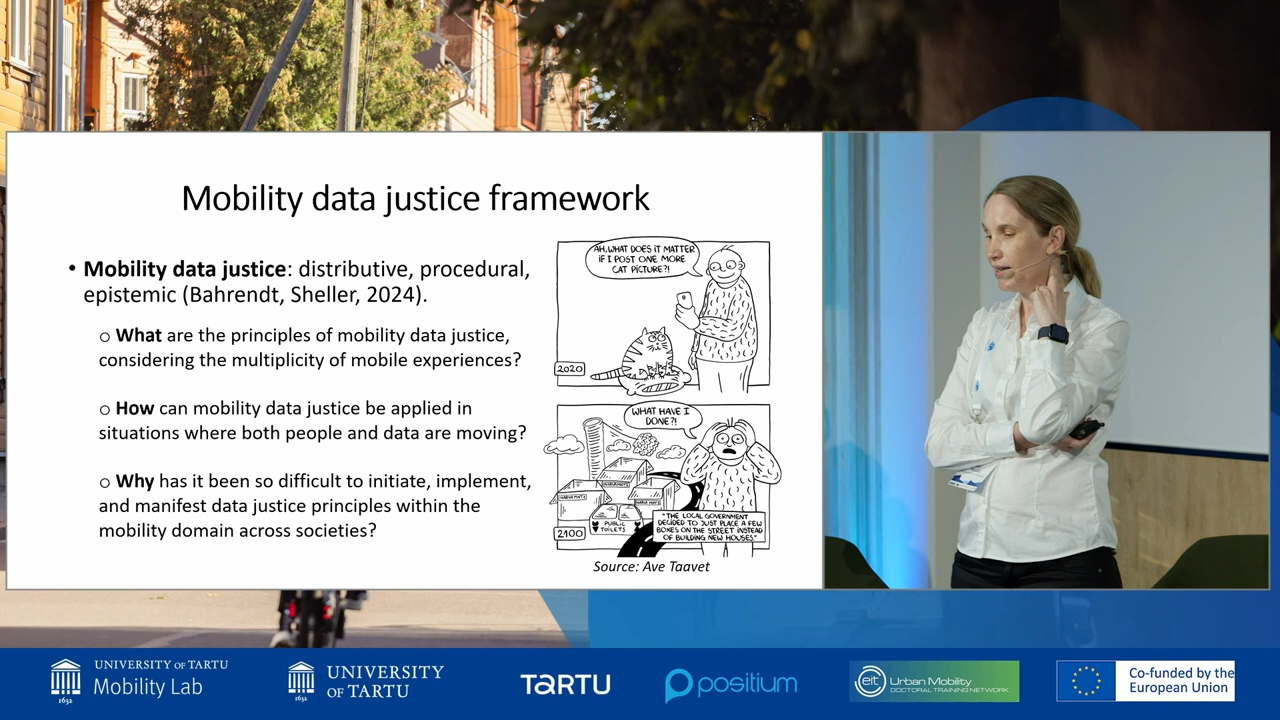 Mobility data justice framework
• Mobility data justice: distributive, procedural,
epistemic (Bahrendt, Sheller, 2024).
o What are the principles of mobility data justice,
considering the multiplicity of mobile experiences?
o How can mobility data justice be applied in
situations where both people and data are moving?
o Why has it been so difficult to initiate, implement,
and manifest data justice principles within the
mobility domain across societies?
AH, WHAT DOES IT MATTER
IF I POST ONE MORE
CAT PICTURE?!
2020
WHAT HAVE I
DONE?!
PUBLIC
TOILETS
2100
"THE LOCAL GOVERNMENT
DECIDED TO JUST PLACE A FEW
BOXES ON THE STREET INSTEAD
OF BUILDING NEW HOUSES"
Source: Ave Taavet
UNIVERSITY OF TARTU
Mobility Lab
1632
UNIVERSITY
OF TARTU
1632
TARTU
positium
eit Urban Mobility
DOCTORAL TRAINING NETWORK
Co-funded by the
European Union